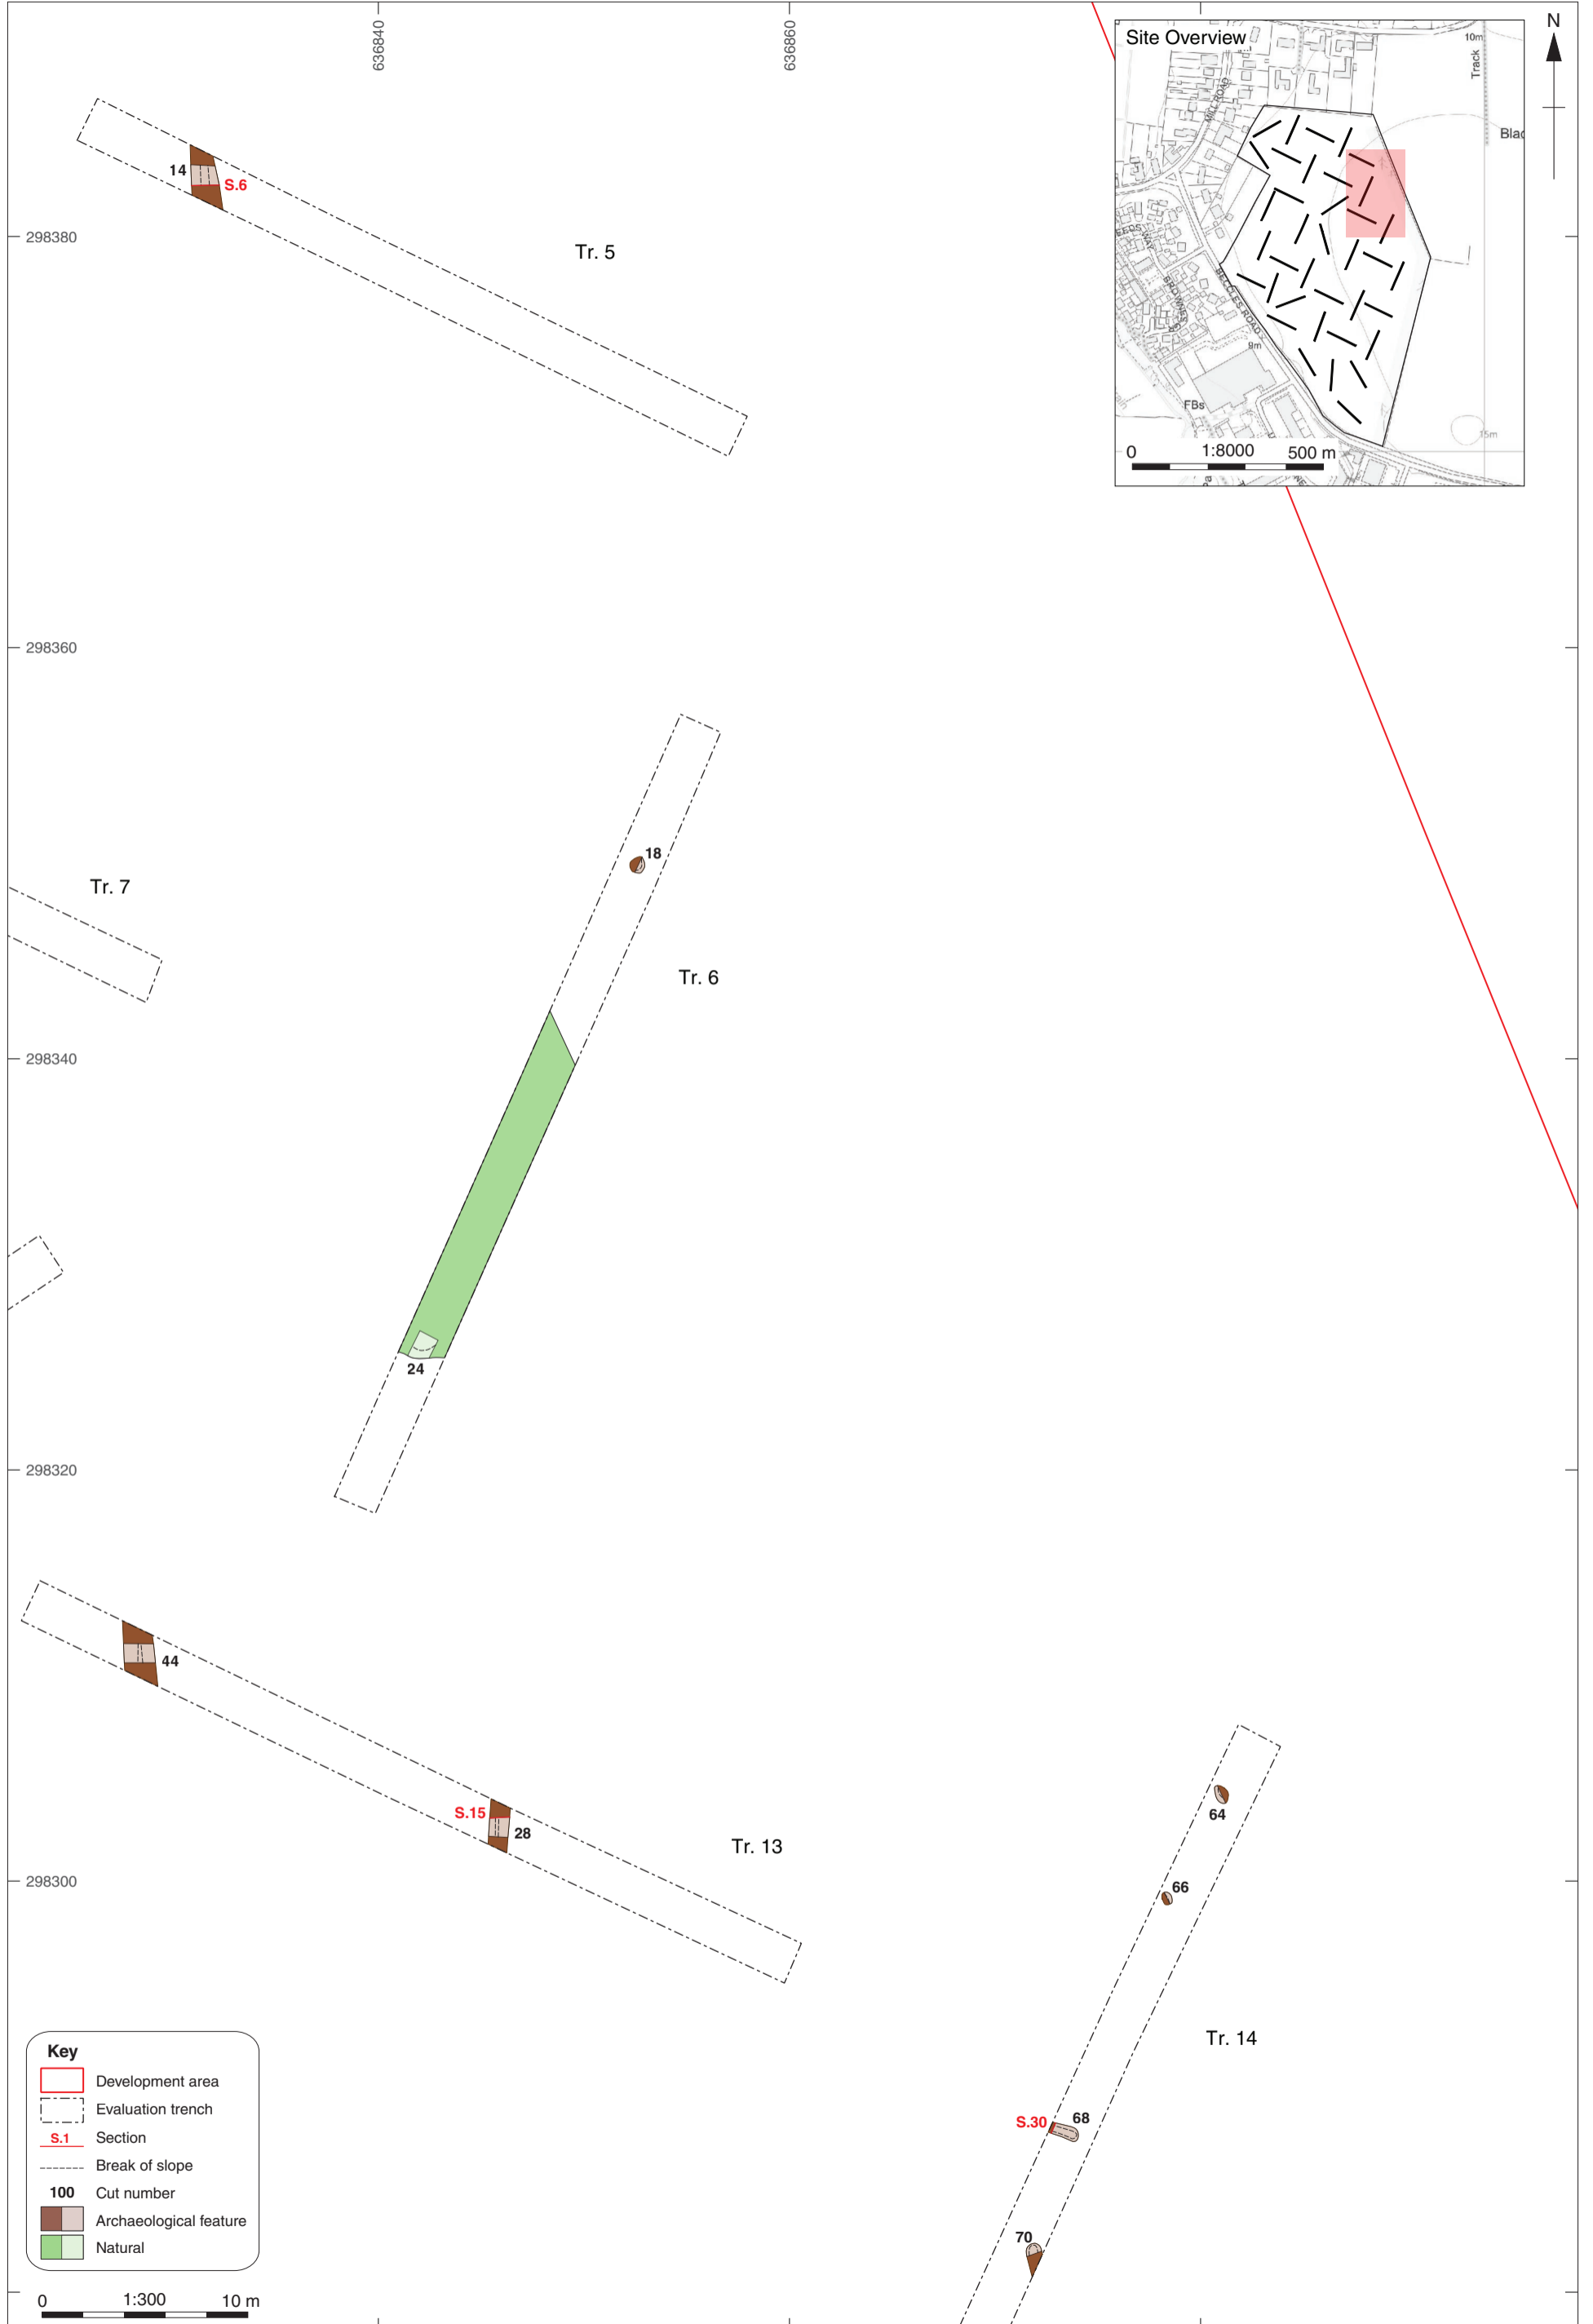 636840
636860
Site Overview
N
10m
Track
MILL ROAD
Blac
14
S.6
298380
Tr. 5
WAY
BECCLES ROAD
9m
FBs
15m
0 1:8000 500 m
298360
18
Tr. 7
Tr. 6
298340
24
298320
44
S.15
28
Tr. 13
64
66
298300
Tr. 14
S.30
68
70
Key
Development area
Evaluation trench
S.1 Section
Break of slope
100 Cut number
Archaeological feature
Natural
0 1:300 10 m